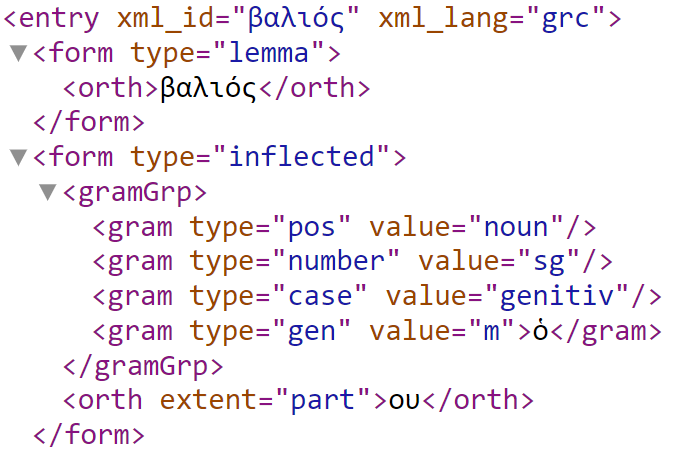 <entry xml_id="βαλιός" xml_lang="grc">
▼<form type="lemma">
<orth>βαλιός</orth>
</form>
▼<form type="inflected">
▼<gramGrp>
<gram type="pos" value="noun"/>
<gram type="number" value="sg"/>
<gram type="case" value="genitiv"/>
<gram type="gen" value="m">ὁ</gram>
</gramGrp>
<orth extent="part">ου</orth>
</form>